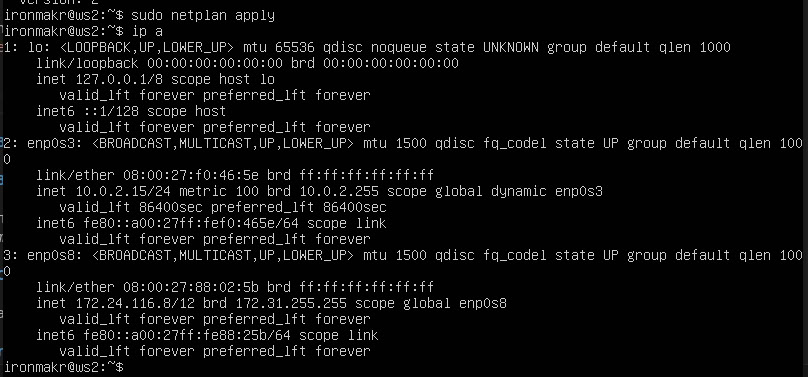 version: 2
ironmakr@ws2:~$ sudo netplan apply
ironmakr@ws2:~$ ip a
1: lo: <LOOPBACK,UP,LOWER_UP> mtu 65536 qdisc noqueue state UNKNOWN group default qlen 1000
    link/loopback 00:00:00:00:00:00 brd 00:00:00:00:00:00
    inet 127.0.0.1/8 scope host lo
       valid_lft forever preferred_lft forever
    inet6 ::1/128 scope host
       valid_lft forever preferred_lft forever
2: enp0s3: <BROADCAST,MULTICAST,UP,LOWER_UP> mtu 1500 qdisc fq_codel state UP group default qlen 100
0
    link/ether 08:00:27:f0:46:5e brd ff:ff:ff:ff:ff:ff
    inet 10.0.2.15/24 metric 100 brd 10.0.2.255 scope global dynamic enp0s3
       valid_lft 86400sec preferred_lft 86400sec
    inet6 fe80::a00:27ff:fef0:465e/64 scope link
       valid_lft forever preferred_lft forever
3: enp0s8: <BROADCAST,MULTICAST,UP,LOWER_UP> mtu 1500 qdisc fq_codel state UP group default qlen 100
0
    link/ether 08:00:27:88:02:5b brd ff:ff:ff:ff:ff:ff
    inet 172.24.116.8/12 brd 172.31.255.255 scope global enp0s8
       valid_lft forever preferred_lft forever
    inet6 fe80::a00:27ff:fe88:25b/64 scope link
       valid_lft forever preferred_lft forever
ironmakr@ws2:~$